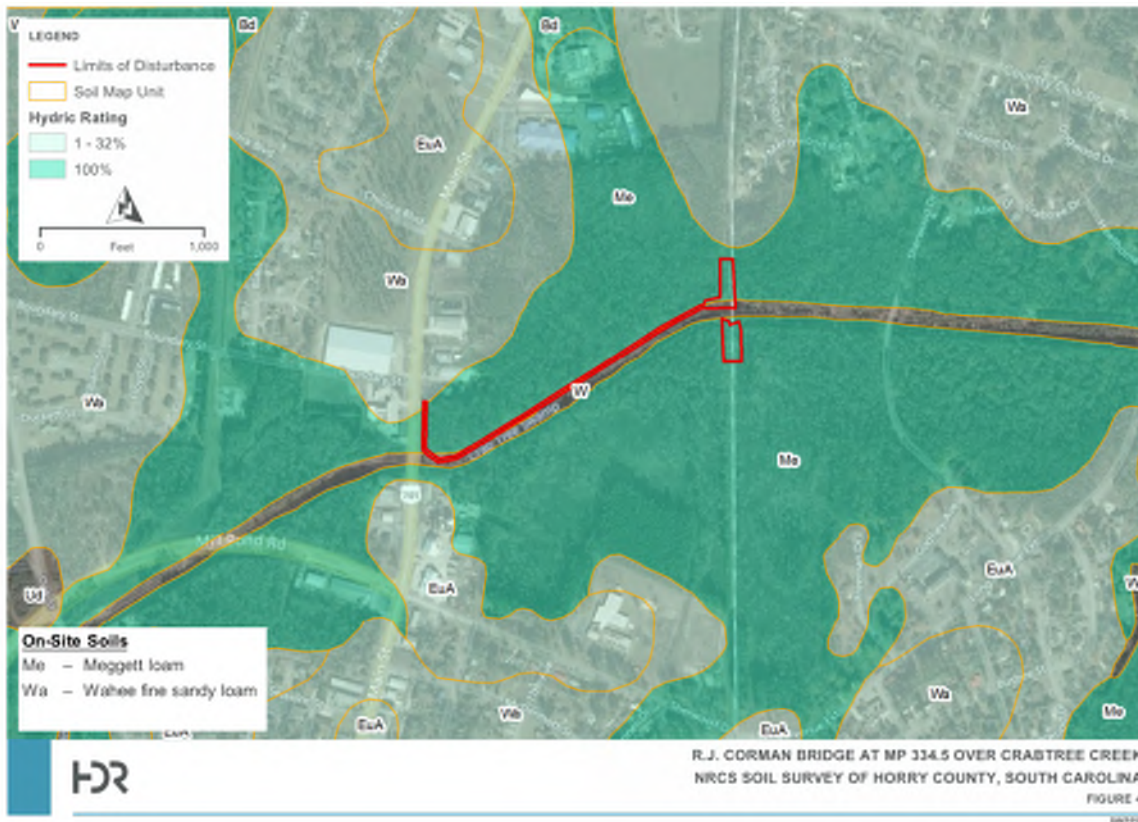 LEGEND
Limits of Disturbance
Soil Map Unit
Hydric Rating
1 - 32%
100%
0
Feet
1,000
Bd
Bd
EuA
Me
Wa
Wa
Wa
W
Me
Mill Pond Rd
Ud
EuA
EuA
W
Wa
Me
Wa
EuA
EuA
EuA
On-Site Soils
Me – Meggett loam
Wa – Wahee fine sandy loam
HDR
R.J. CORMAN BRIDGE AT MP 334.5 OVER CRABTREE CREEK
NRCS SOIL SURVEY OF HORRY COUNTY, SOUTH CAROLINA
FIGURE 4